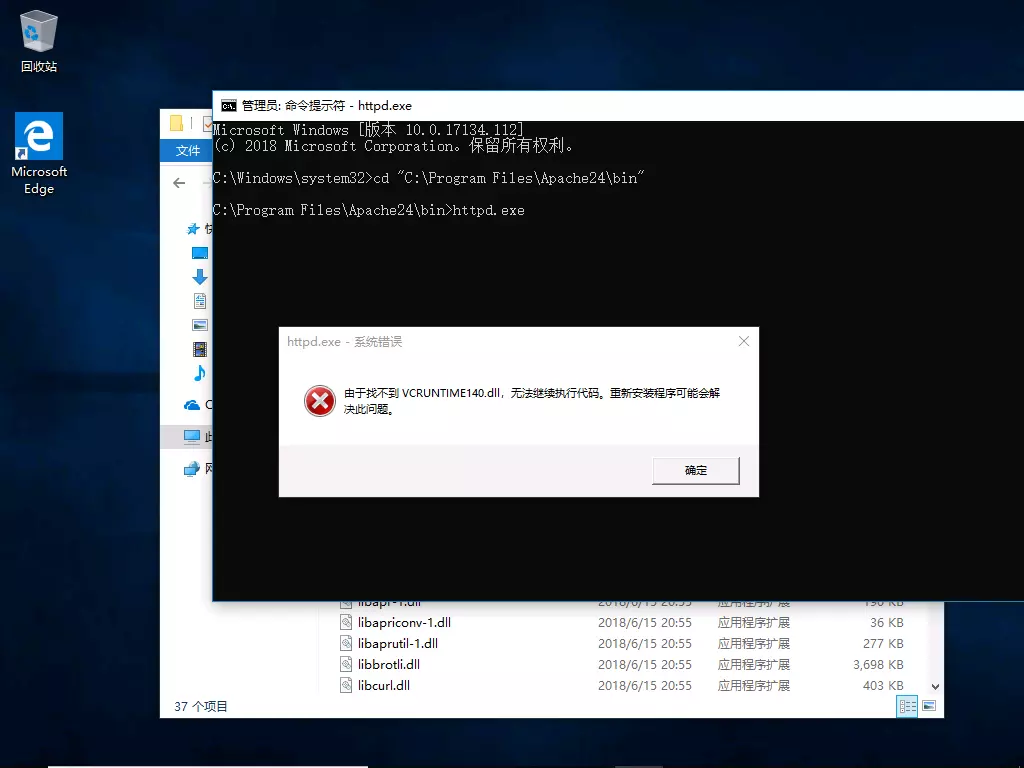 回收站
Microsoft
Edge
管理员: 命令提示符 - httpd.exe
Microsoft Windows [版本 10.0.17134.112]
(c) 2018 Microsoft Corporation。保留所有权利。
C:\Windows\system32>cd "C:\Program Files\Apache24\bin"
C:\Program Files\Apache24\bin>httpd.exe
文件
httpd.exe - 系统错误
由于找不到 VCRUNTIME140.dll，无法继续执行代码。重新安装程序可能会解
决此问题。
确定
libapr-1.dll 2018/6/15 20:55 应用程序扩展 190 KB
libapriconv-1.dll 2018/6/15 20:55 应用程序扩展 36 KB
libaprutil-1.dll 2018/6/15 20:55 应用程序扩展 277 KB
libbrotli.dll 2018/6/15 20:55 应用程序扩展 3,698 KB
libcurl.dll 2018/6/15 20:55 应用程序扩展 403 KB
37 个项目